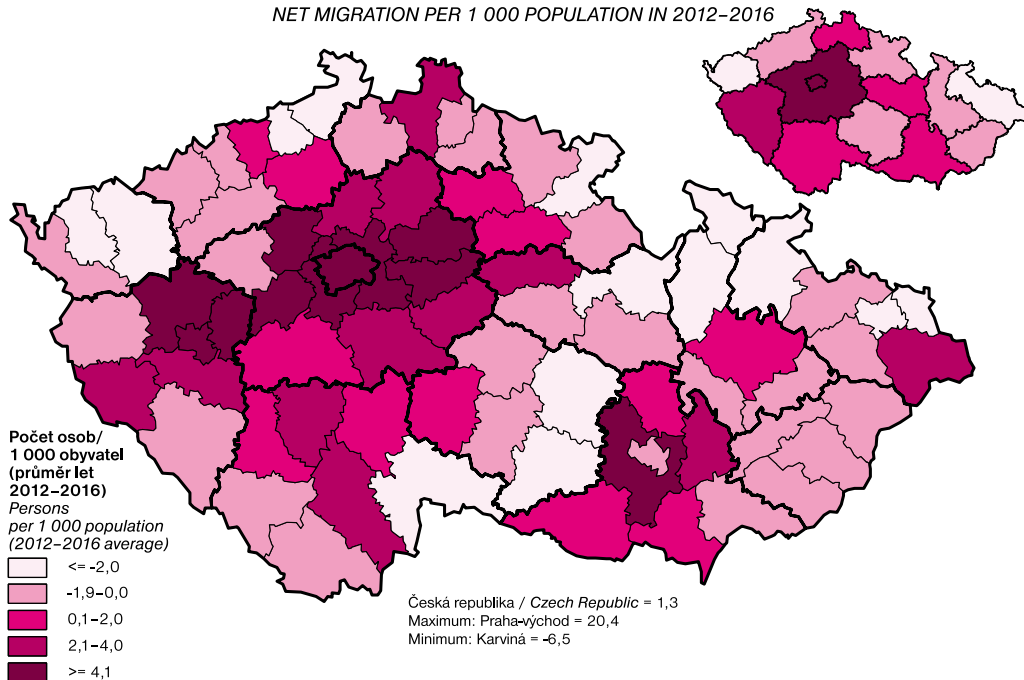 NET MIGRATION PER 1 000 POPULATION IN 2012–2016
Počet osob/
1 000 obyvatel
(průměr let
2012–2016)
Persons
per 1 000 population
(2012–2016 average)
<= -2,0
-1,9–0,0
0,1–2,0
2,1–4,0
>= 4,1
Česká republika / Czech Republic = 1,3
Maximum: Praha-východ = 20,4
Minimum: Karviná = -6,5